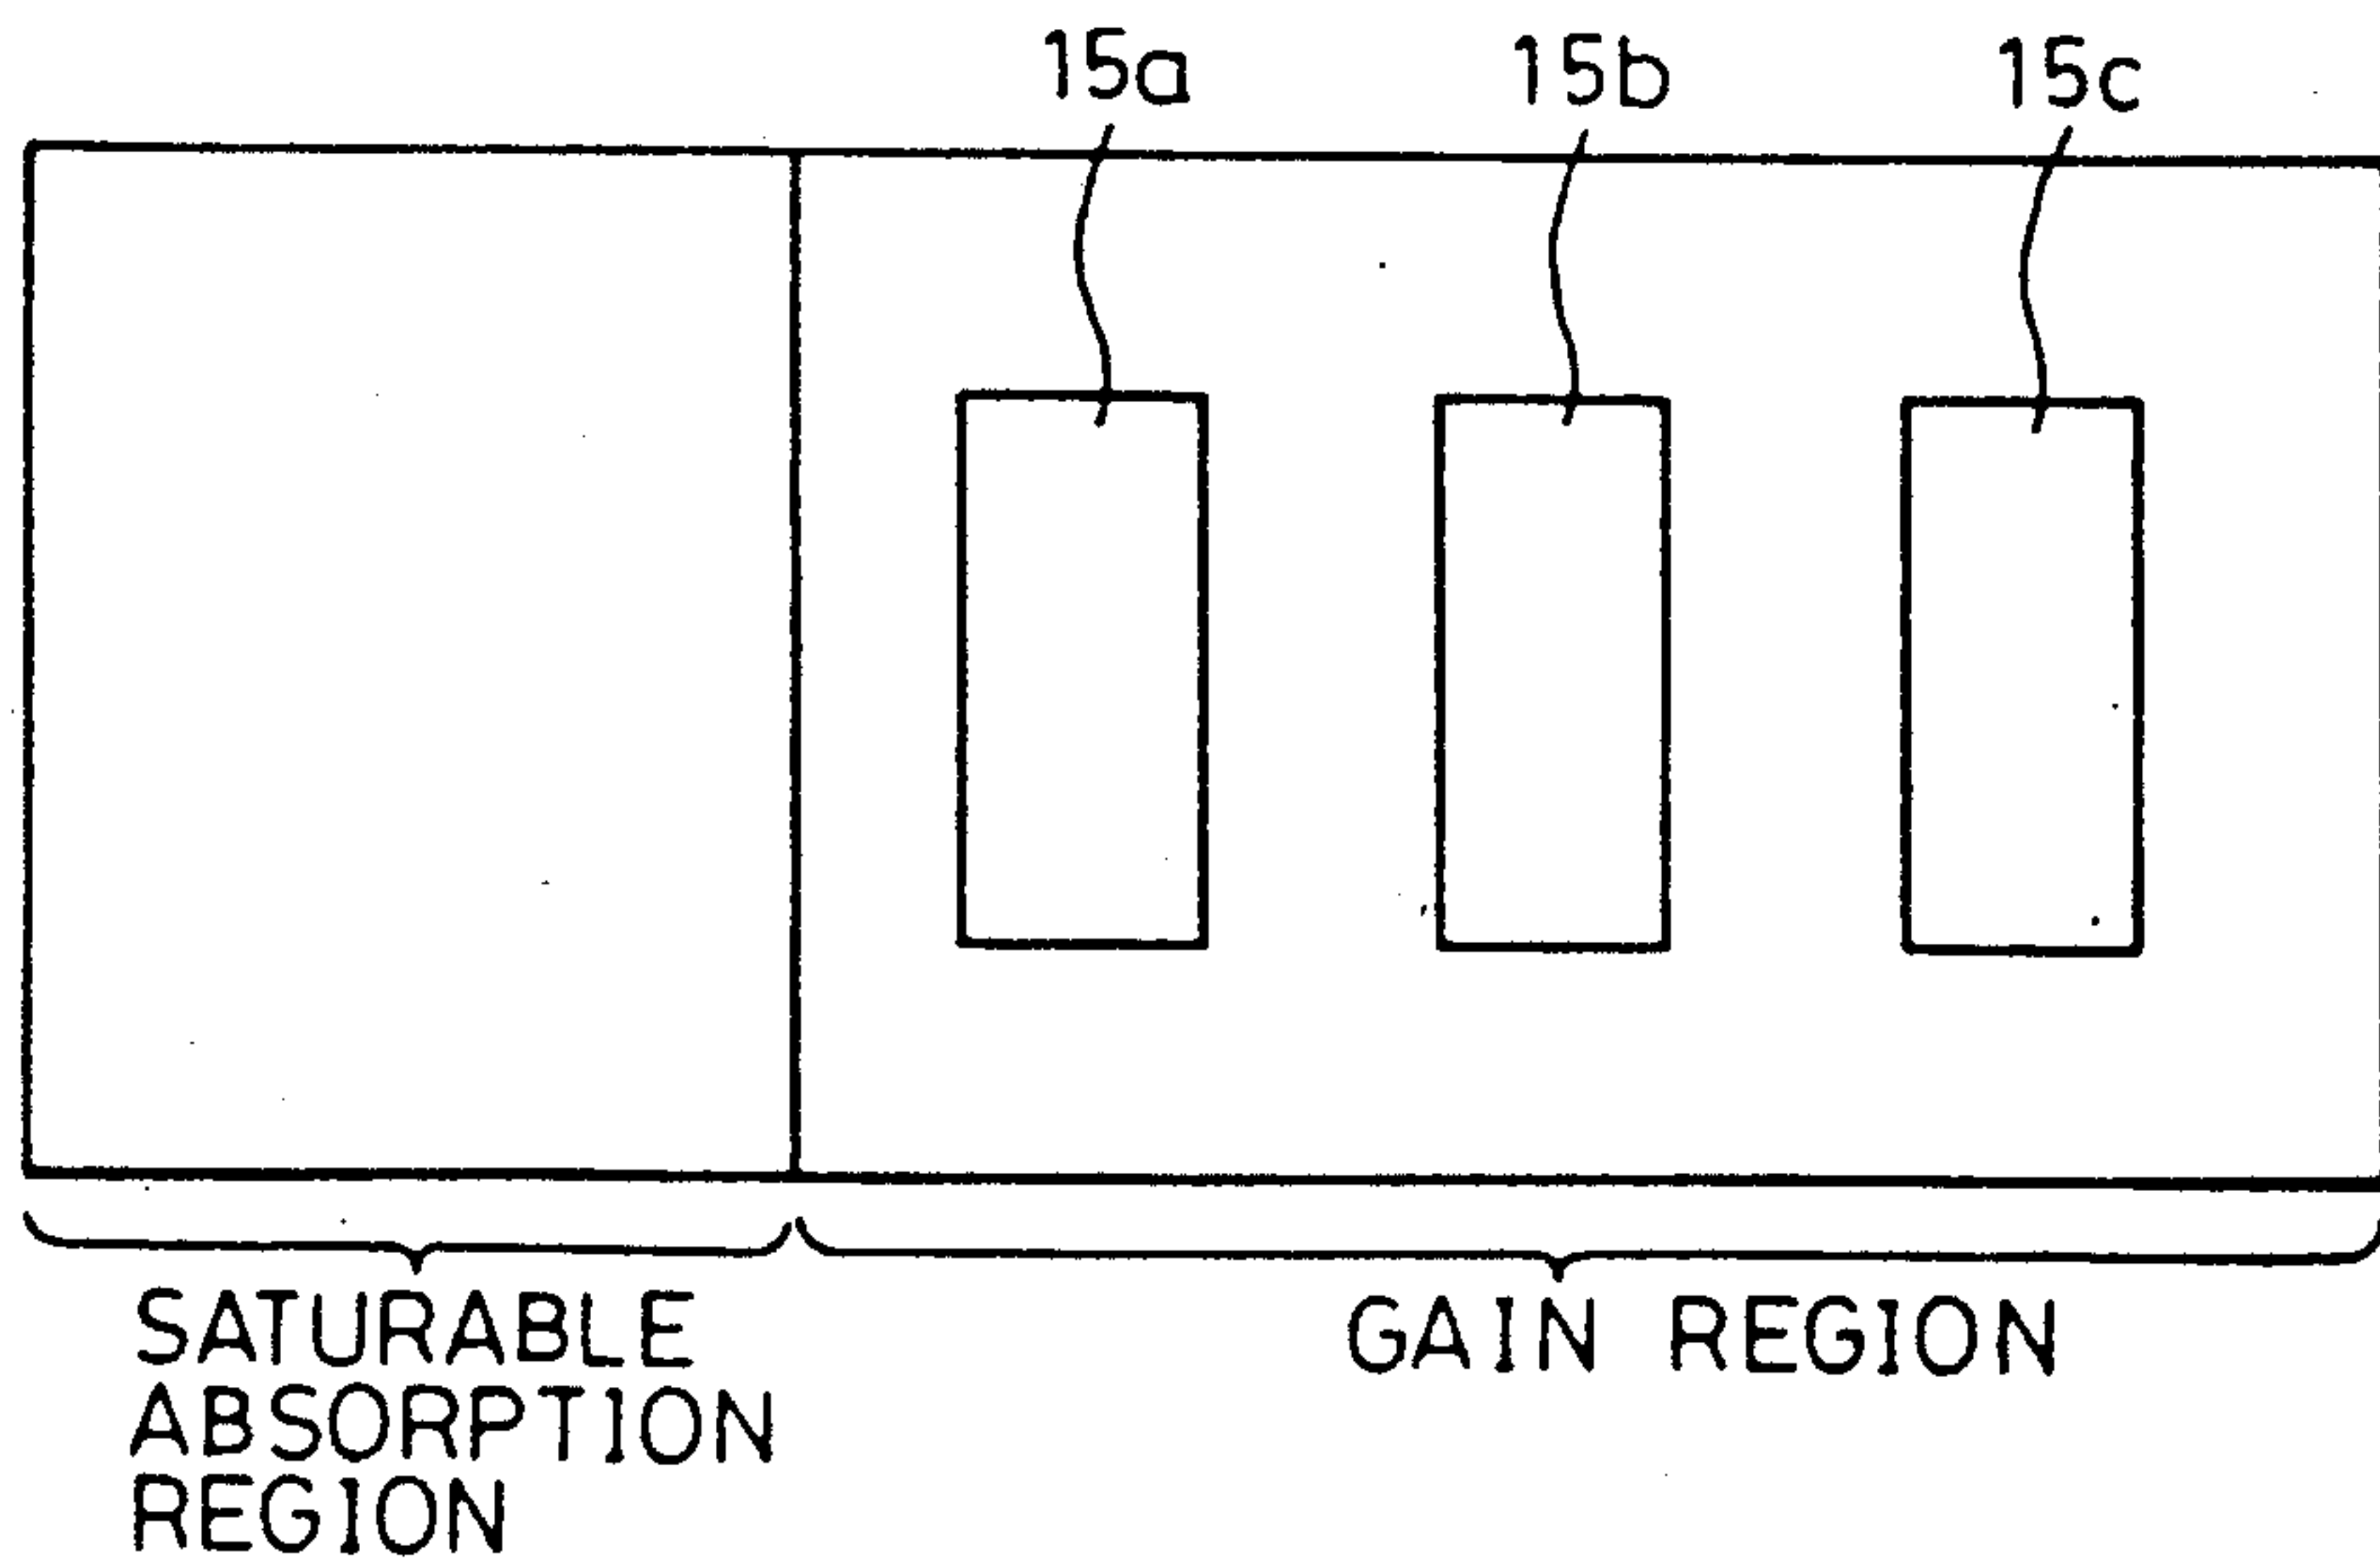 15a 15b 15c
SATURABLE
ABSORPTION
REGION
GAIN REGION